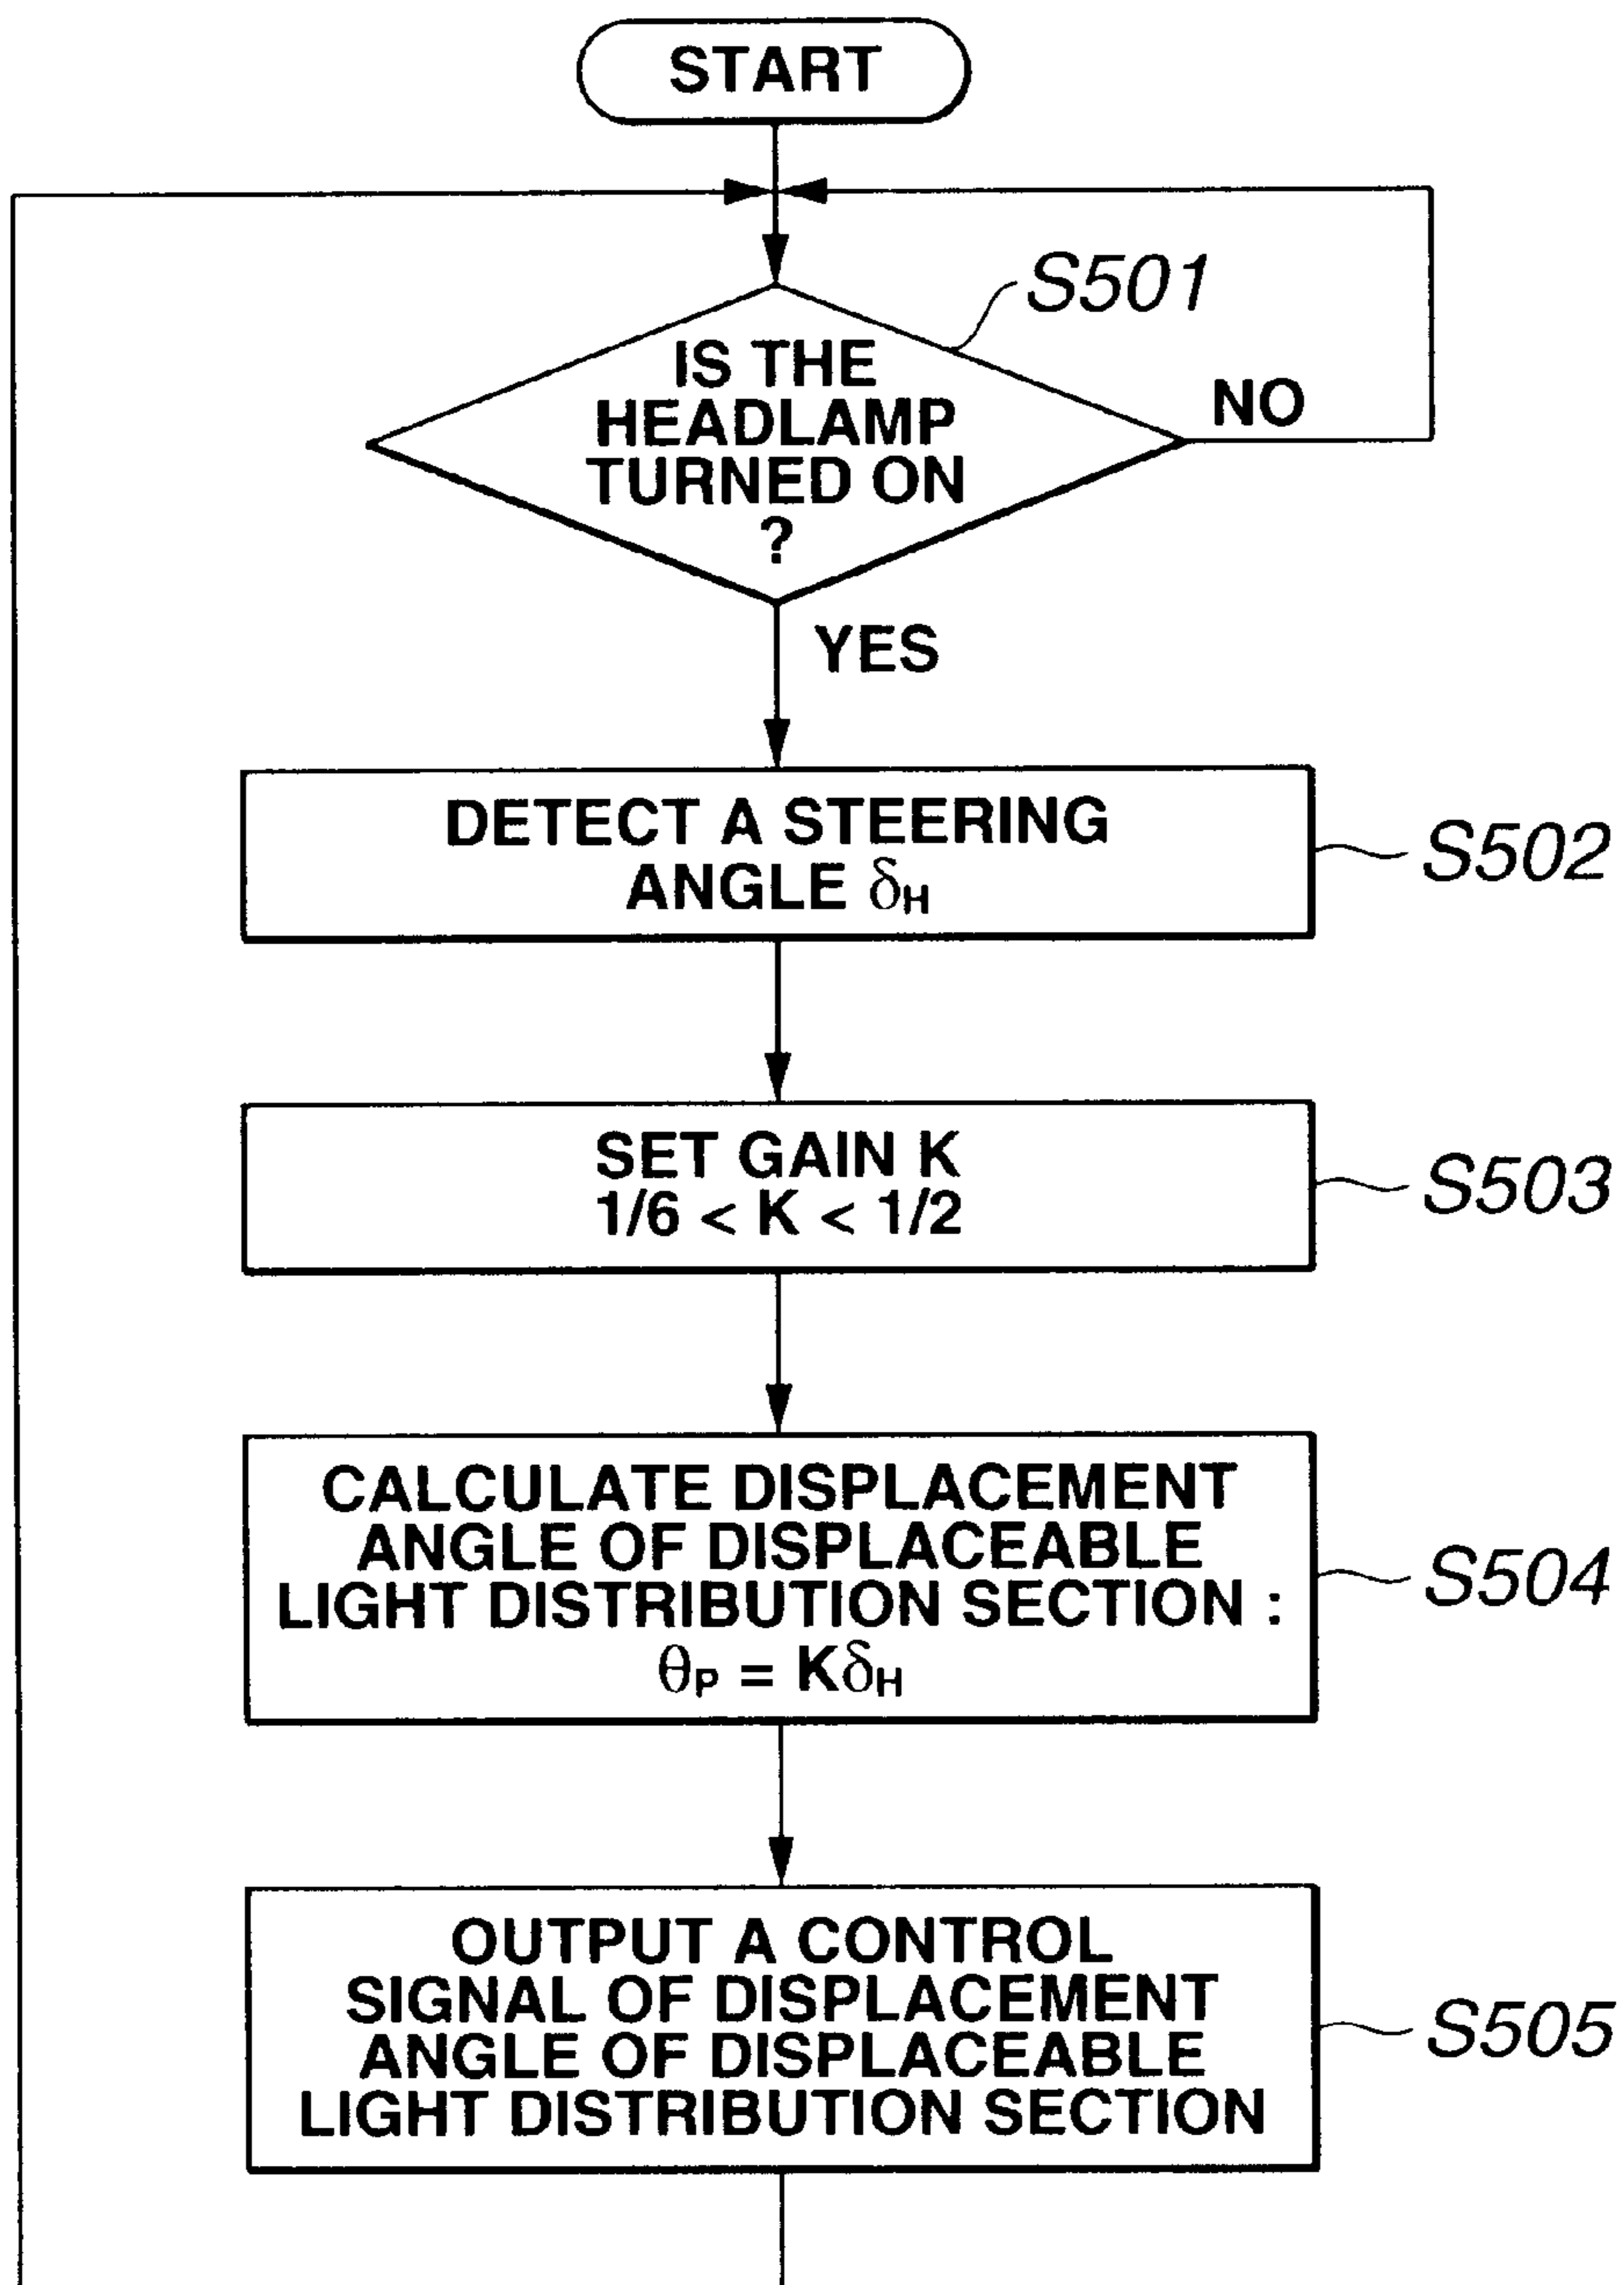 START
S501
IS THE
HEADLAMP
TURNED ON
?
NO
YES
DETECT A STEERING
ANGLE δH
S502
SET GAIN K
1/6 < K < 1/2
S503
CALCULATE DISPLACEMENT
ANGLE OF DISPLACEABLE
LIGHT DISTRIBUTION SECTION :
θP = KδH
S504
OUTPUT A CONTROL
SIGNAL OF DISPLACEMENT
ANGLE OF DISPLACEABLE
LIGHT DISTRIBUTION SECTION
S505